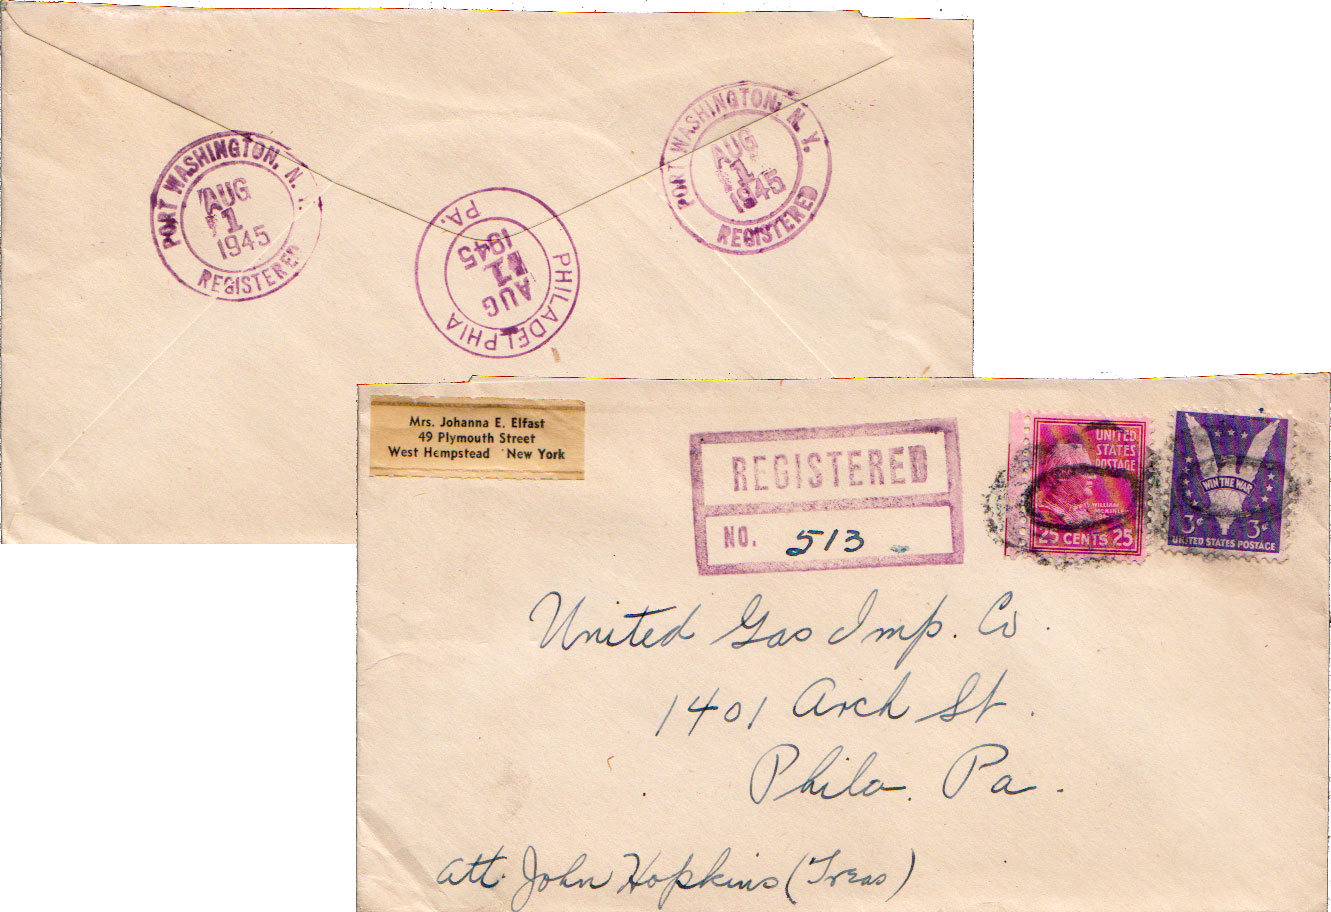 PORT WASHINGTON, N. Y.
AUG
1
1945
REGISTERED
PORT WASHINGTON, N. Y.
AUG
1
1945
REGISTERED
PHILADELPHIA
PA.
AUG
1945
Mrs. Johanna E. Elfast
49 Plymouth Street
West Hempstead New York
REGISTERED
NO. 513
UNITED
STATES
POSTAGE
WILLIAM
25 CENTS 25
WIN THE WAR
3¢ 3¢
UNITED STATES POSTAGE
United Gas Imp. Co.
1401 Arch St.
Phila. Pa.
Att. John Hopkins (Treas)